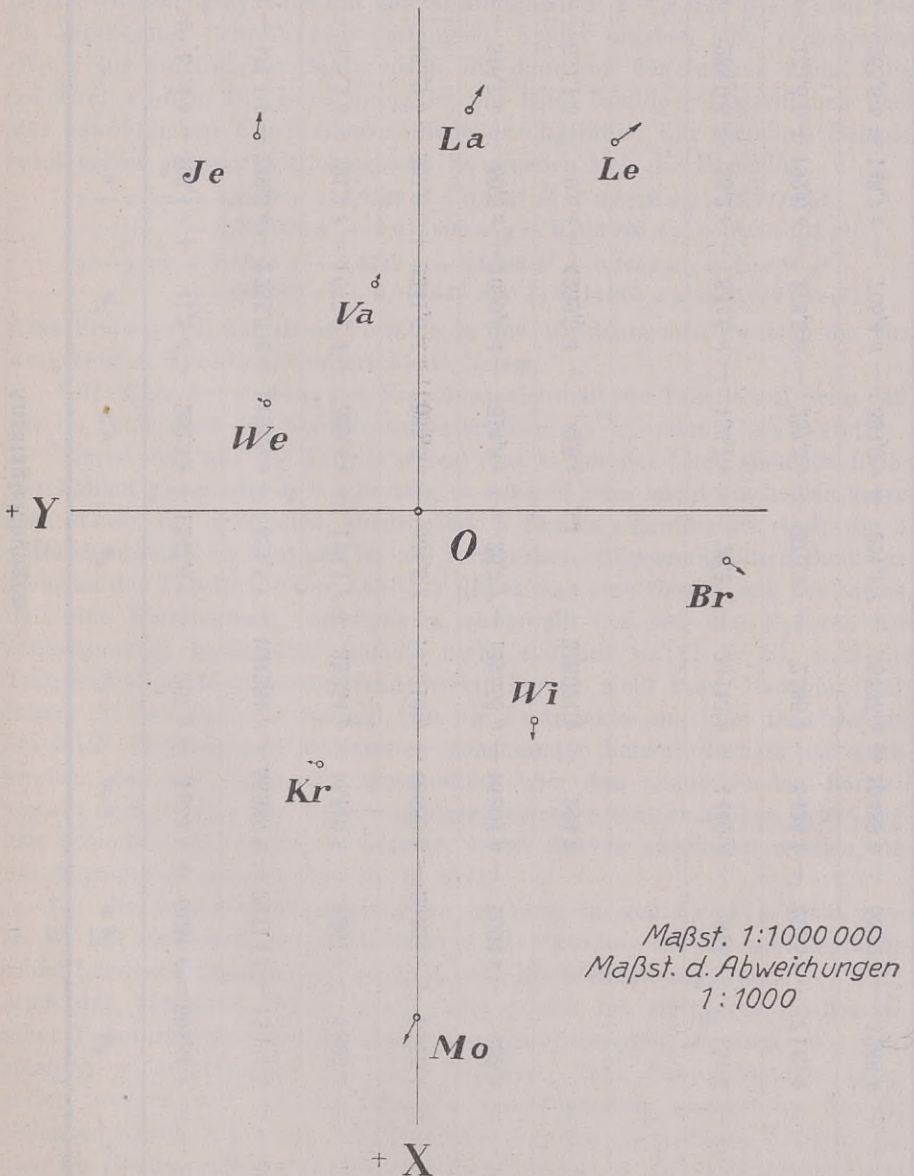 La
Je
Le
Va
We
+ Y
O
Br
Wi
Kr
Maßst. 1:1000 000
Maßst. d. Abweichungen
1:1000
Mo
+ X